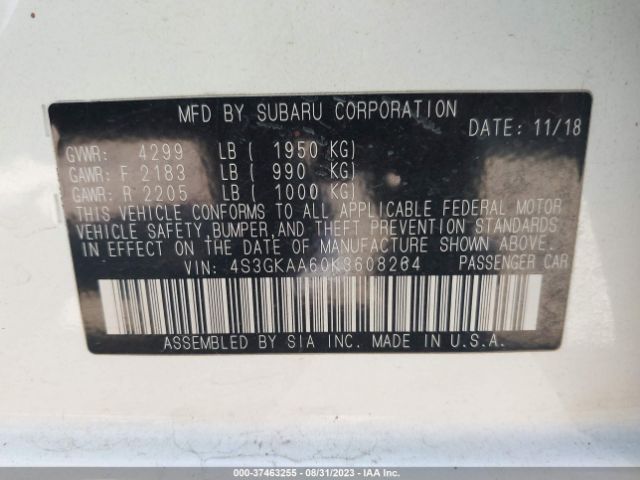 MFD BY SUBARU CORPORATION
DATE: 11/18
GVWR: 4299 LB ( 1950 KG)
GAWR: F 2183 LB ( 990 KG)
GAWR: R 2205 LB ( 1000 KG)
THIS VEHICLE CONFORMS TO ALL APPLICABLE FEDERAL MOTOR
VEHICLE SAFETY, BUMPER, AND THEFT PREVENTION STANDARDS
IN EFFECT ON THE DATE OF MANUFACTURE SHOWN ABOVE.
VIN: 4S3GKAA60K3608264 PASSENGER CAR
ASSEMBLED BY SIA INC. MADE IN U.S.A.
000-37463255 - 08/31/2023 - COPART